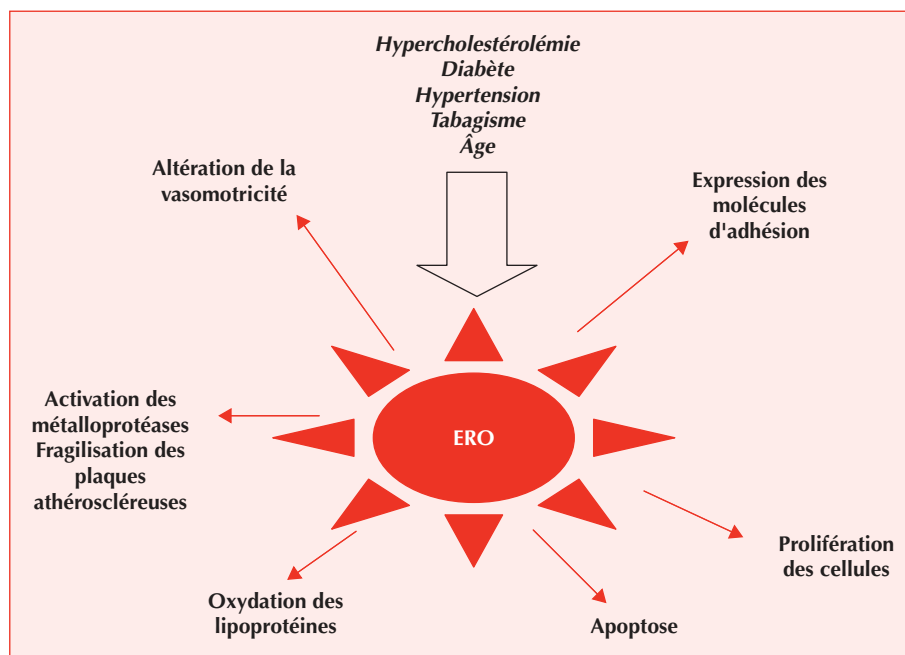 Hypercholestérolémie
Diabète
Hypertension
Tabagisme
Âge
Altération de la
vasomotricité
Expression des
molécules
d'adhésion
Activation des
métalloprotéases
Fragilisation des
plaques
athéroscléreuses
ERO
Prolifération
des cellules
Oxydation des
lipoprotéines
Apoptose